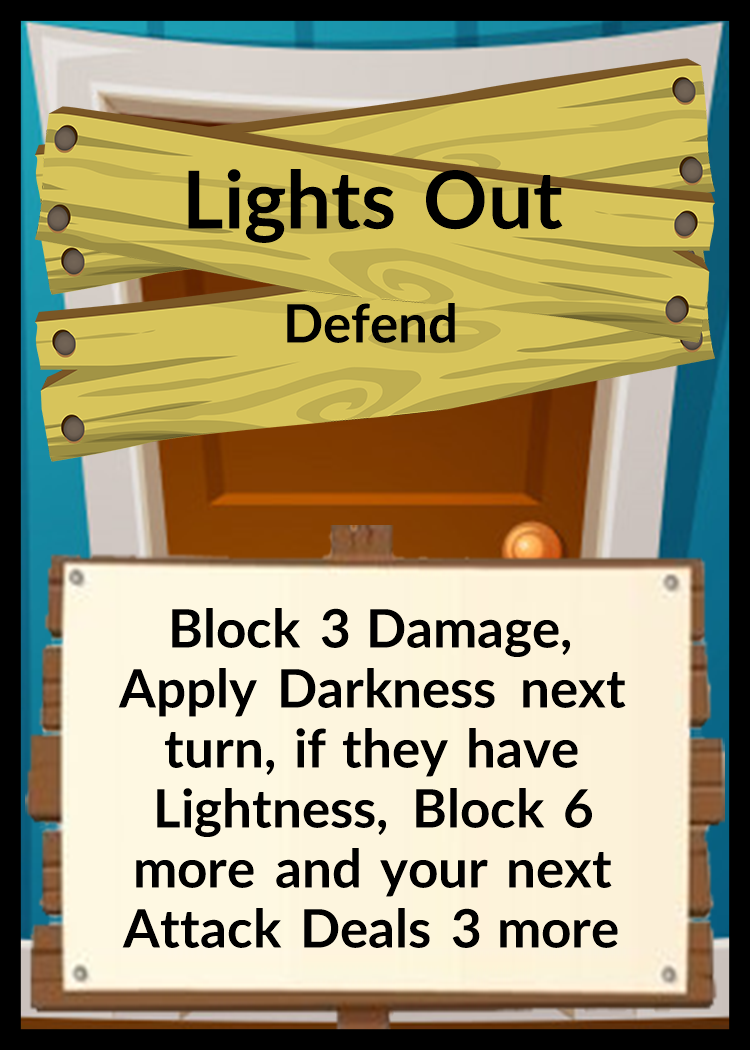 Lights Out
Defend
Block 3 Damage,
Apply Darkness next
turn, if they have
Lightness, Block 6
more and your next
Attack Deals 3 more